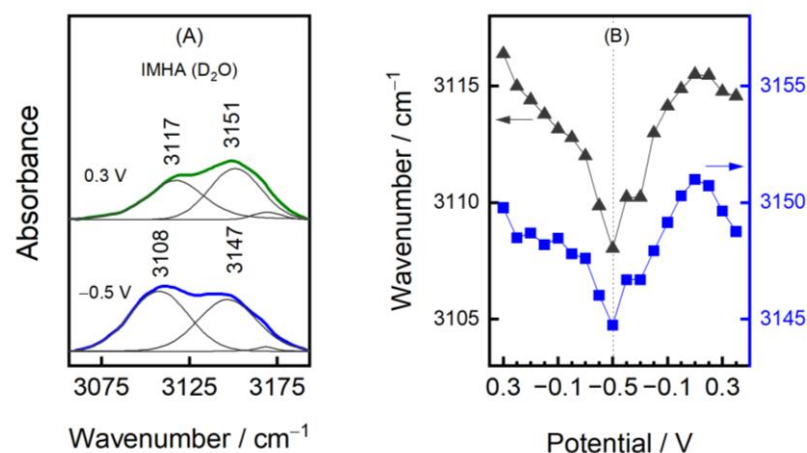 (A)
IMHA (D₂O)
3117
3151
0.3 V
3108
3147
−0.5 V
Absorbance
3075 3125 3175
Wavenumber / cm⁻¹
(B)
3115
3110
3105
Wavenumber / cm⁻¹
3155
3150
3145
0.3 −0.1 −0.5 −0.1 0.3
Potential / V